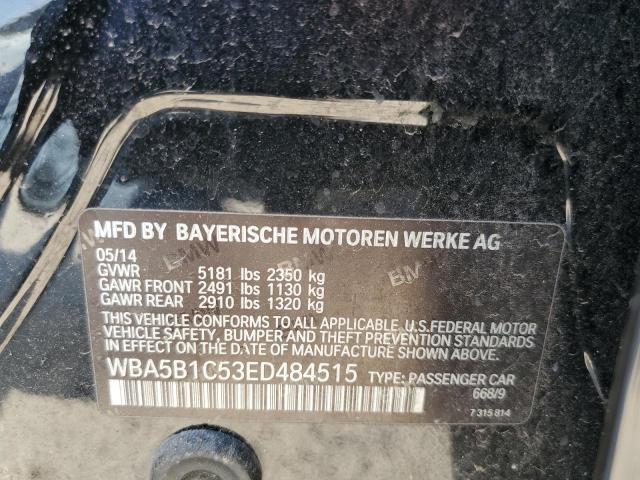 MFD BY BAYERISCHE MOTOREN WERKE AG
05/14
GVWR 5181 lbs 2350 kg
GAWR FRONT 2491 lbs 1130 kg
GAWR REAR 2910 lbs 1320 kg
THIS VEHICLE CONFORMS TO ALL APPLICABLE U.S.FEDERAL MOTOR
VEHICLE SAFETY, BUMPER AND THEFT PREVENTION STANDARDS
IN EFFECT ON THE DATE OF MANUFACTURE SHOWN ABOVE.
WBA5B1C53ED484515 TYPE: PASSENGER CAR
668/9
7 315 814
BMW
BMW
BMW